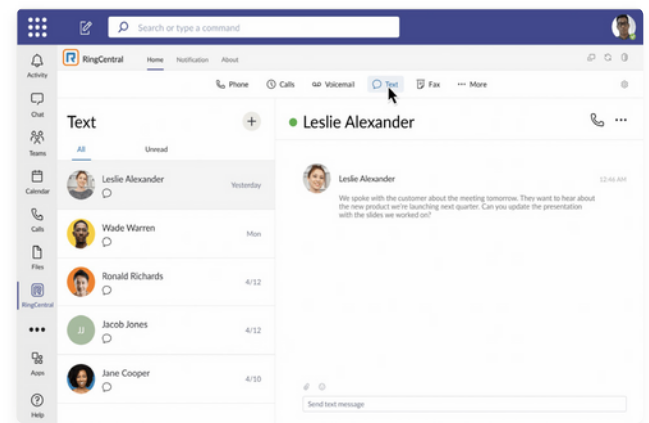 Search or type a command
RingCentral Home Notification About
Phone Calls Voicemail Text Fax More
Activity
Chat
Teams
Calendar
Calls
Files
RingCentral
Apps
Help
Text
All Unread
Leslie Alexander Yesterday
Wade Warren Mon
Ronald Richards 4/12
JJ Jacob Jones 4/12
Jane Cooper 4/10
Leslie Alexander
Leslie Alexander 12:46 AM
We spoke with the customer about the meeting tomorrow. They want to hear about
the new product we're launching next quarter. Can you update the presentation
with the slides we worked on?
Send text message